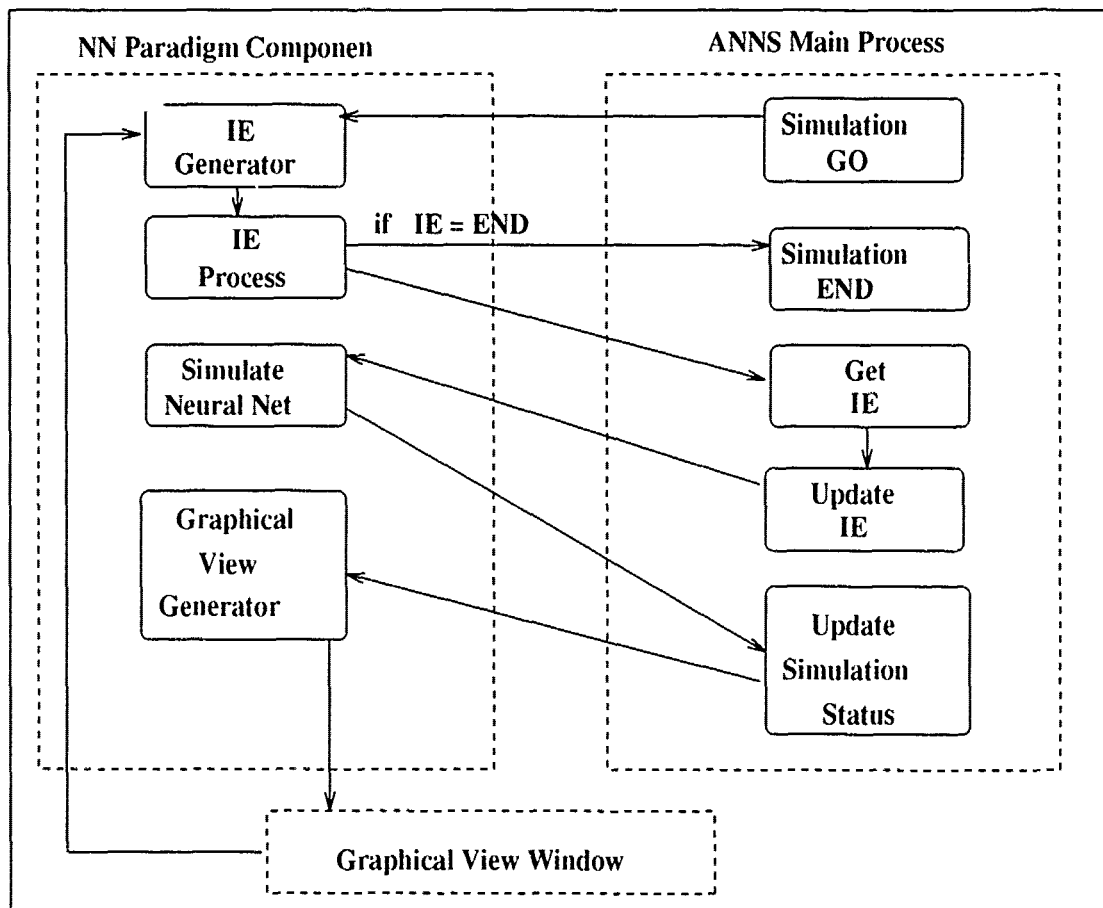 NN Paradigm Componen
ANNS Main Process
IE
Generator
Simulation
GO
IE
Process
if IE = END
Simulation
END
Simulate
Neural Net
Get
IE
Update
IE
Graphical
View
Generator
Update
Simulation
Status
Graphical View Window